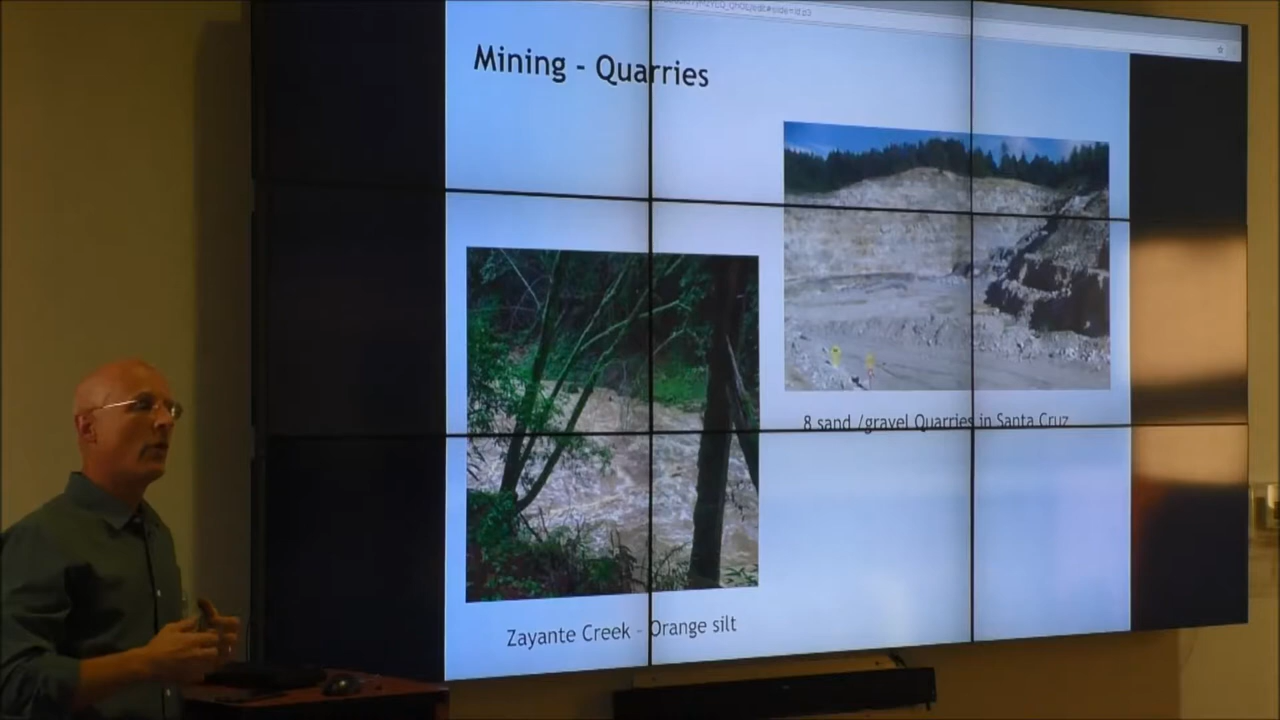 Mining - Quarries
8 sand /gravel Quarries in Santa Cruz
Zayante Creek - Orange silt